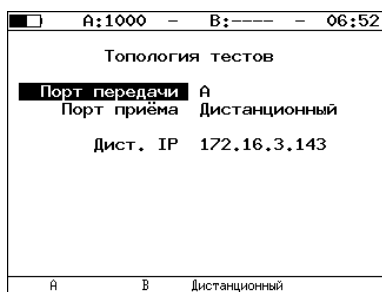 A:1000 – B:---- – 06:52
Топология тестов
Порт передачи A
Порт приёма Дистанционный
Дист. IP 172.16.3.143
A B Дистанционный